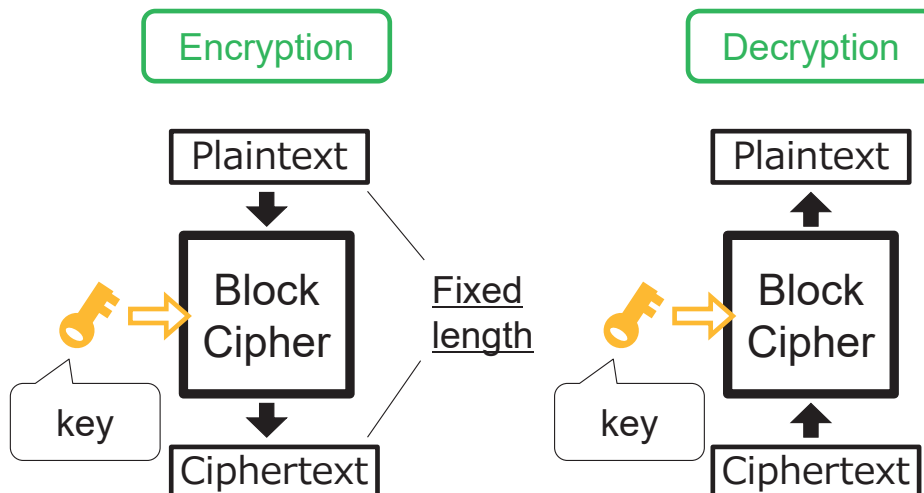 Encryption
Plaintext
Block
Cipher
key
Ciphertext
Fixed
length
Decryption
Plaintext
Block
Cipher
key
Ciphertext